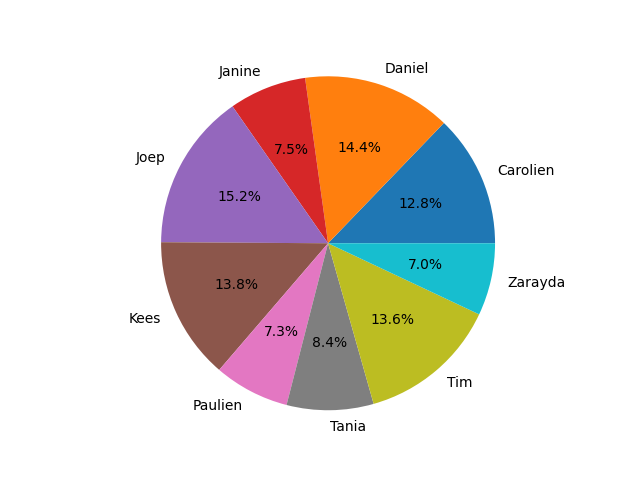 Daniel
Janine
Joep
Carolien
14.4%
7.5%
15.2%
12.8%
7.0%
Zarayda
13.8%
Kees
7.3%
8.4%
13.6%
Tim
Paulien
Tania